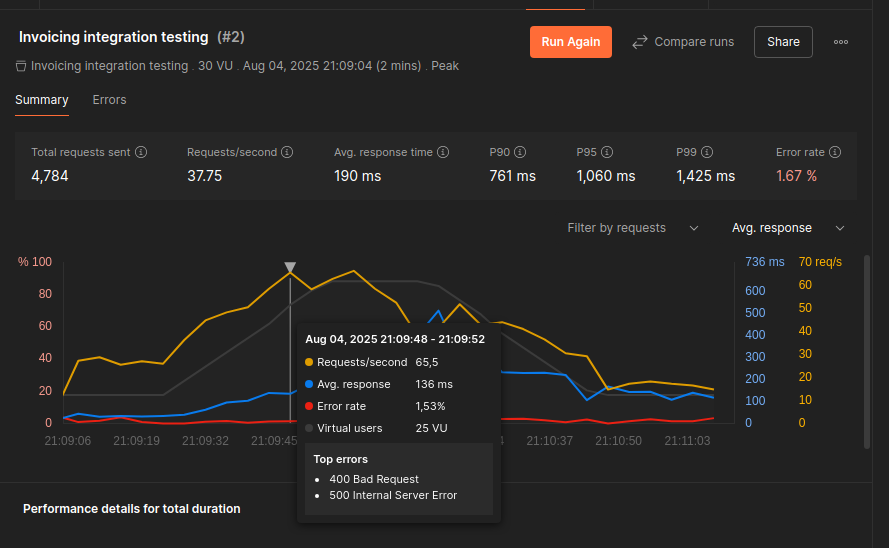 Invoicing integration testing (#2)
Run Again
Compare runs
Share
Invoicing integration testing . 30 VU . Aug 04, 2025 21:09:04 (2 mins) . Peak
Summary
Errors
Total requests sent
Requests/second
Avg. response time
P90
P95
P99
Error rate
4,784
37.75
190 ms
761 ms
1,060 ms
1,425 ms
1.67 %
Filter by requests
Avg. response
% 100
80
60
40
20
0
736 ms
600
500
400
300
200
100
0
70 req/s
60
50
40
30
20
10
0
Aug 04, 2025 21:09:48 - 21:09:52
Requests/second 65,5
Avg. response 136 ms
Error rate 1,53%
Virtual users 25 VU
Top errors
400 Bad Request
500 Internal Server Error
21:09:06
21:09:19
21:09:32
21:09:45
21:10:37
21:10:50
21:11:03
Performance details for total duration